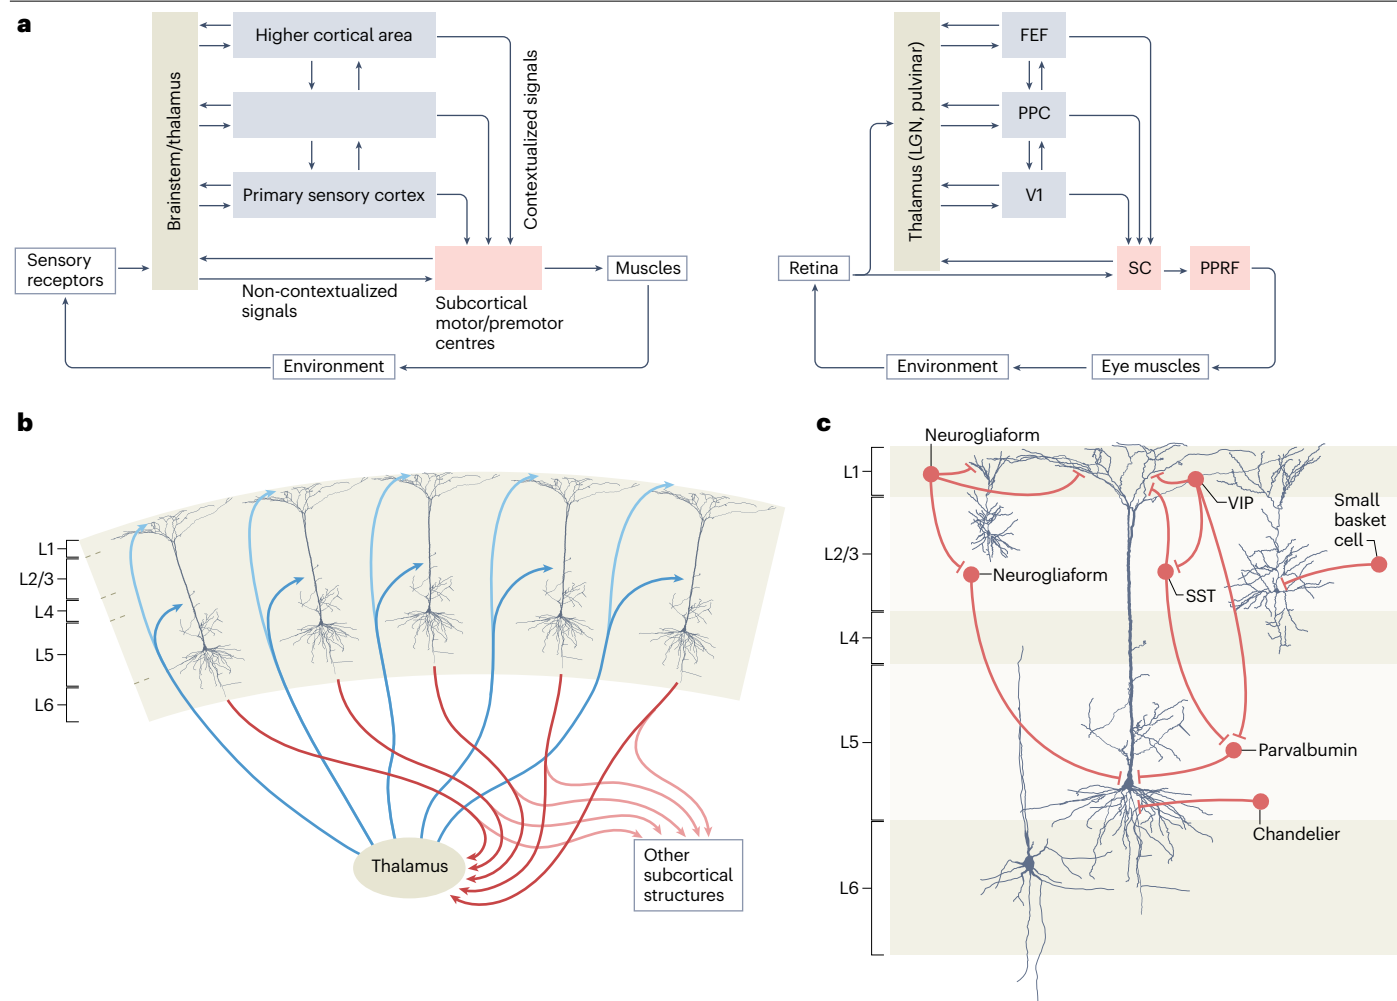 a
Higher cortical area
Brainstem/thalamus
Contextualized signals
Primary sensory cortex
Sensory
receptors
Non-contextualized
signals
Subcortical
motor/premotor
centres
Muscles
Environment
FEF
Thalamus (LGN, pulvinar)
PPC
V1
Retina
SC
PPRF
Environment
Eye muscles
b
L1
L2/3
L4
L5
L6
Thalamus
Other
subcortical
structures
c
Neurogliaform
L1
VIP
Small
basket
cell
L2/3
Neurogliaform
SST
L4
L5
Parvalbumin
Chandelier
L6